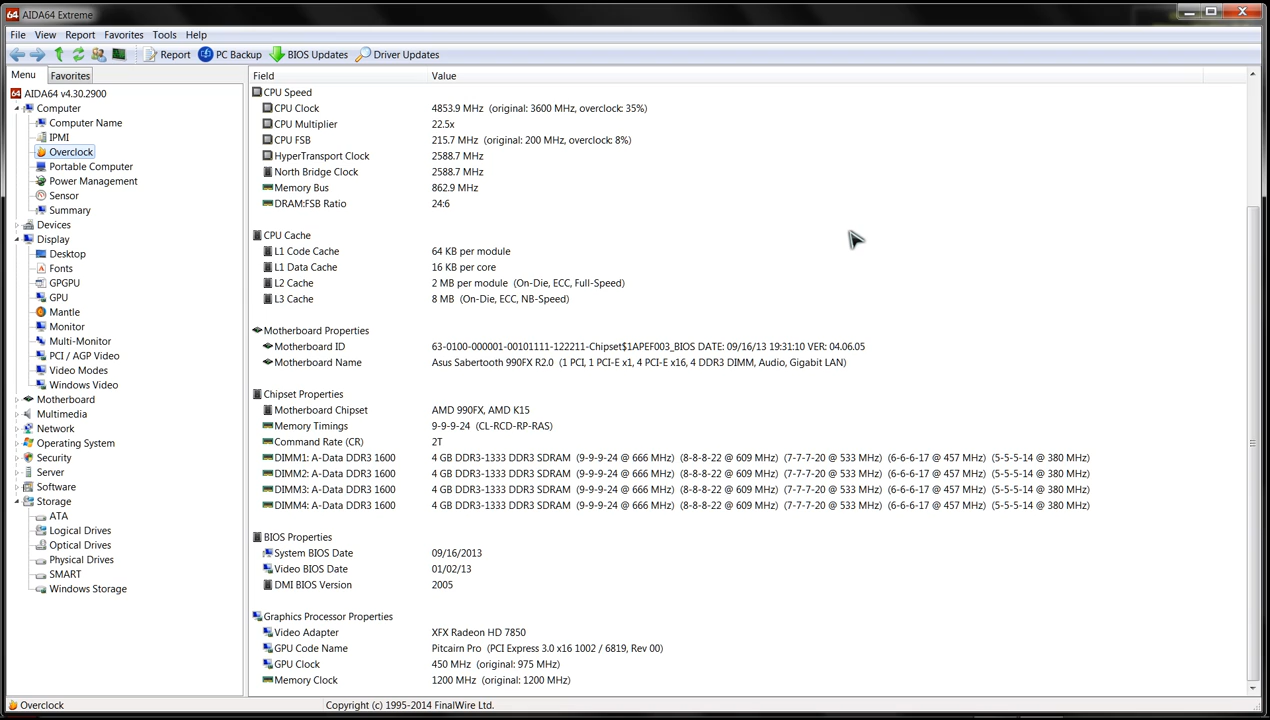 AIDA64 Extreme
File View Report Favorites Tools Help
Report PC Backup BIOS Updates Driver Updates
Menu Favorites
AIDA64 v4.30.2900
Computer
Computer Name
IPMI
Overclock
Portable Computer
Power Management
Sensor
Summary
Devices
Display
Desktop
Fonts
GPGPU
GPU
Mantle
Monitor
Multi-Monitor
PCI / AGP Video
Video Modes
Windows Video
Motherboard
Multimedia
Network
Operating System
Security
Server
Software
Storage
ATA
Logical Drives
Optical Drives
Physical Drives
SMART
Windows Storage
Field Value
CPU Speed
CPU Clock 4853.9 MHz (original: 3600 MHz, overclock: 35%)
CPU Multiplier 22.5x
CPU FSB 215.7 MHz (original: 200 MHz, overclock: 8%)
HyperTransport Clock 2588.7 MHz
North Bridge Clock 2588.7 MHz
Memory Bus 862.9 MHz
DRAM:FSB Ratio 24:6
CPU Cache
L1 Code Cache 64 KB per module
L1 Data Cache 16 KB per core
L2 Cache 2 MB per module (On-Die, ECC, Full-Speed)
L3 Cache 8 MB (On-Die, ECC, NB-Speed)
Motherboard Properties
Motherboard ID 63-0100-000001-00101111-122211-Chipset$1APEF003_BIOS DATE: 09/16/13 19:31:10 VER: 04.06.05
Motherboard Name Asus Sabertooth 990FX R2.0 (1 PCI, 1 PCI-E x1, 4 PCI-E x16, 4 DDR3 DIMM, Audio, Gigabit LAN)
Chipset Properties
Motherboard Chipset AMD 990FX, AMD K15
Memory Timings 9-9-9-24 (CL-RCD-RP-RAS)
Command Rate (CR) 2T
DIMM1: A-Data DDR3 1600 4 GB DDR3-1333 DDR3 SDRAM (9-9-9-24 @ 666 MHz) (8-8-8-22 @ 609 MHz) (7-7-7-20 @ 533 MHz) (6-6-6-17 @ 457 MHz) (5-5-5-14 @ 380 MHz)
DIMM2: A-Data DDR3 1600 4 GB DDR3-1333 DDR3 SDRAM (9-9-9-24 @ 666 MHz) (8-8-8-22 @ 609 MHz) (7-7-7-20 @ 533 MHz) (6-6-6-17 @ 457 MHz) (5-5-5-14 @ 380 MHz)
DIMM3: A-Data DDR3 1600 4 GB DDR3-1333 DDR3 SDRAM (9-9-9-24 @ 666 MHz) (8-8-8-22 @ 609 MHz) (7-7-7-20 @ 533 MHz) (6-6-6-17 @ 457 MHz) (5-5-5-14 @ 380 MHz)
DIMM4: A-Data DDR3 1600 4 GB DDR3-1333 DDR3 SDRAM (9-9-9-24 @ 666 MHz) (8-8-8-22 @ 609 MHz) (7-7-7-20 @ 533 MHz) (6-6-6-17 @ 457 MHz) (5-5-5-14 @ 380 MHz)
BIOS Properties
System BIOS Date 09/16/2013
Video BIOS Date 01/02/13
DMI BIOS Version 2005
Graphics Processor Properties
Video Adapter XFX Radeon HD 7850
GPU Code Name Pitcairn Pro (PCI Express 3.0 x16 1002 / 6819, Rev 00)
GPU Clock 450 MHz (original: 975 MHz)
Memory Clock 1200 MHz (original: 1200 MHz)
Overclock Copyright (c) 1995-2014 FinalWire Ltd.